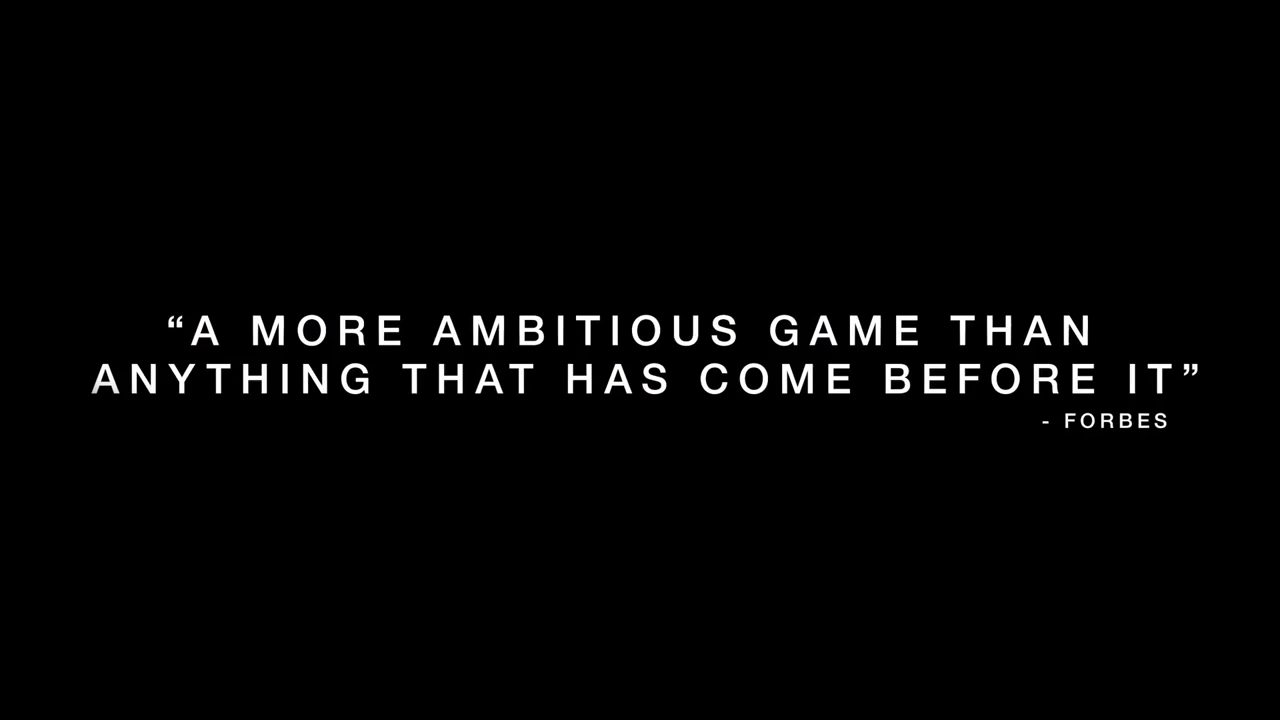 “A MORE AMBITIOUS GAME THAN
ANYTHING THAT HAS COME BEFORE IT”
- FORBES